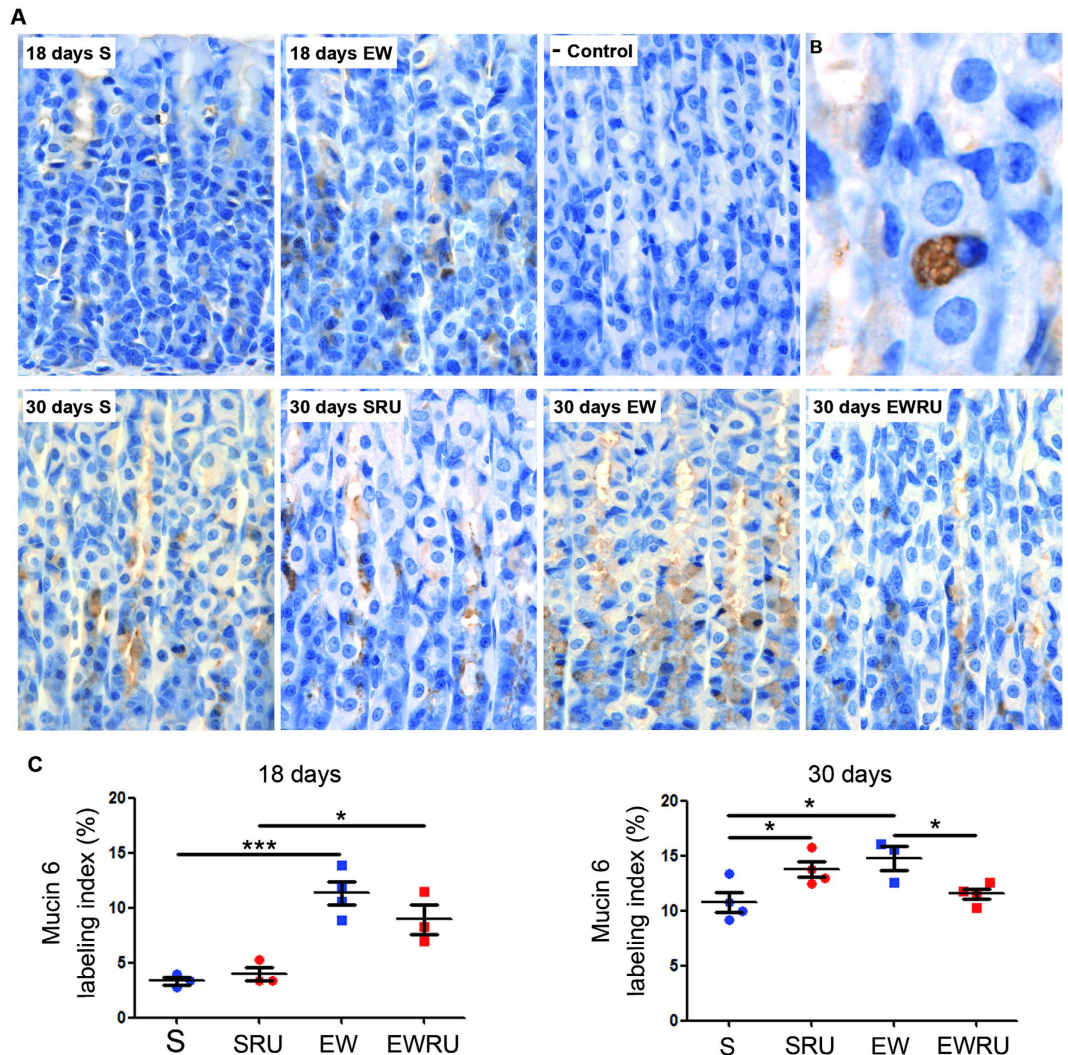 A
18 days S
18 days EW
- Control
B
30 days S
30 days SRU
30 days EW
30 days EWRU
C
18 days
Mucin 6
labeling index (%)
20
15
10
5
0
***
*
S
SRU
EW
EWRU
30 days
Mucin 6
labeling index (%)
20
15
10
5
0
*
*
*
S
SRU
EW
EWRU